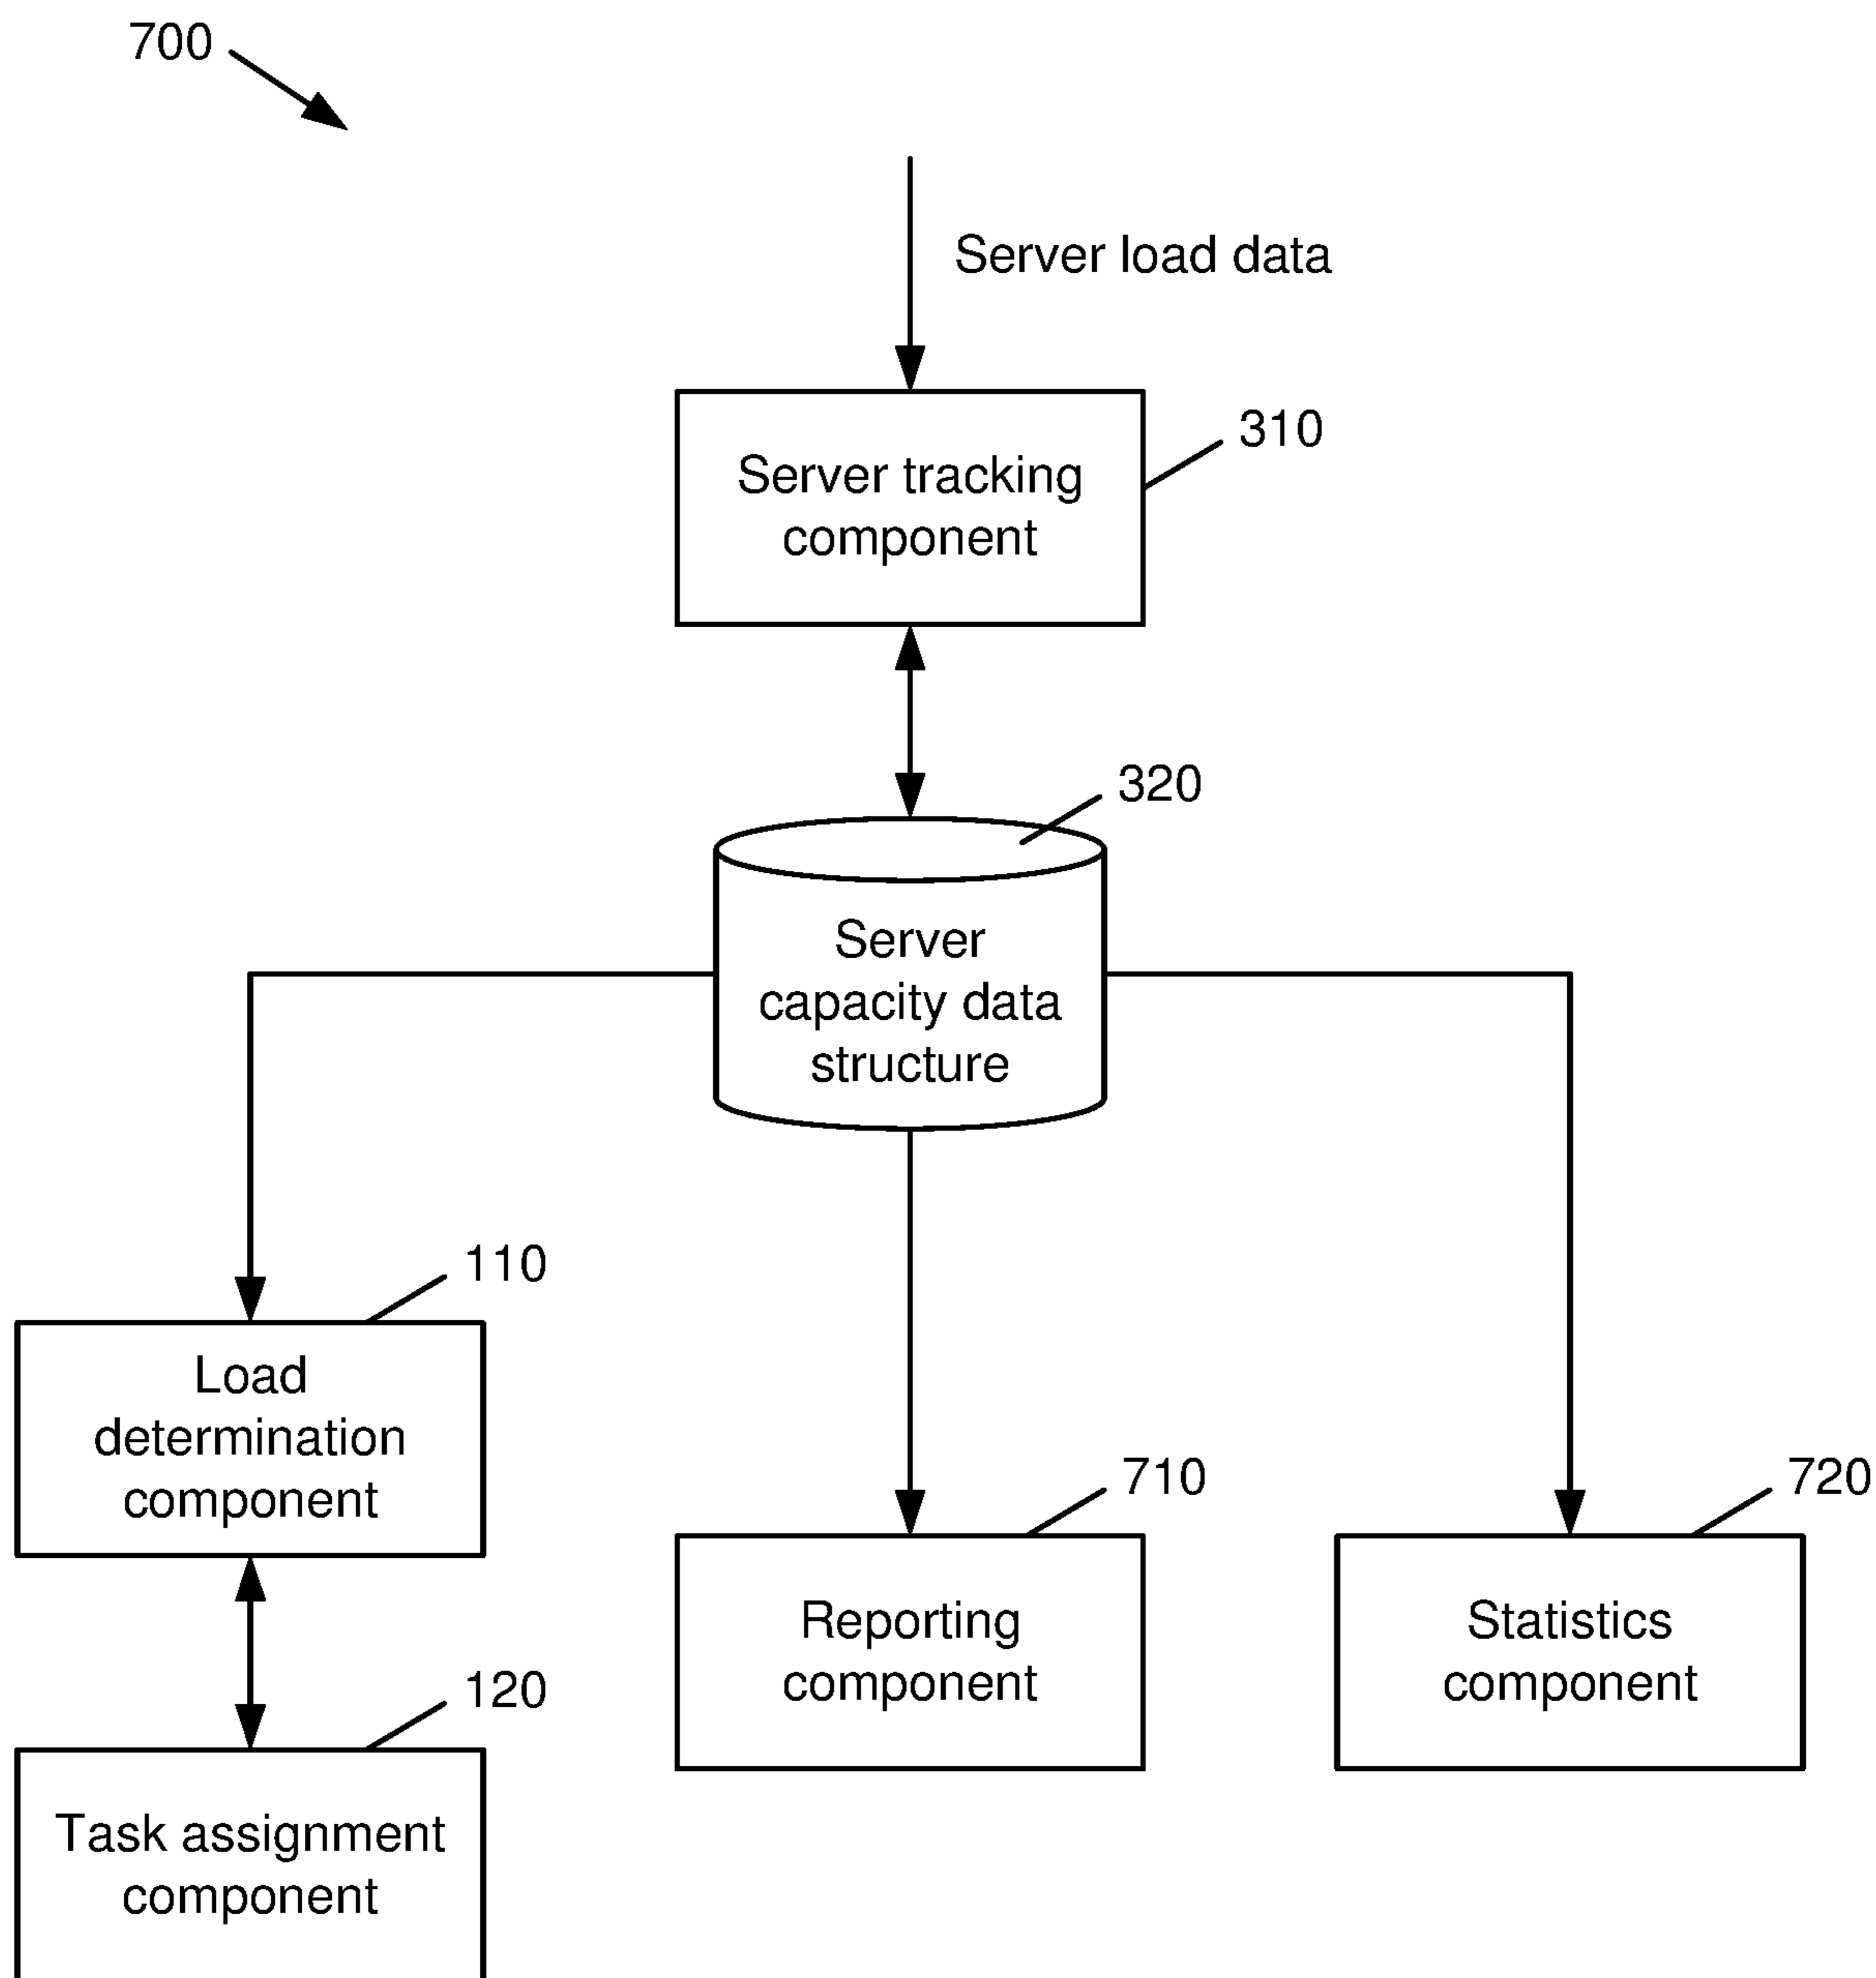 700
Server load data
310
Server tracking
component
320
Server
capacity data
structure
110
Load
determination
component
710
720
Reporting
component
Statistics
component
120
Task assignment
component